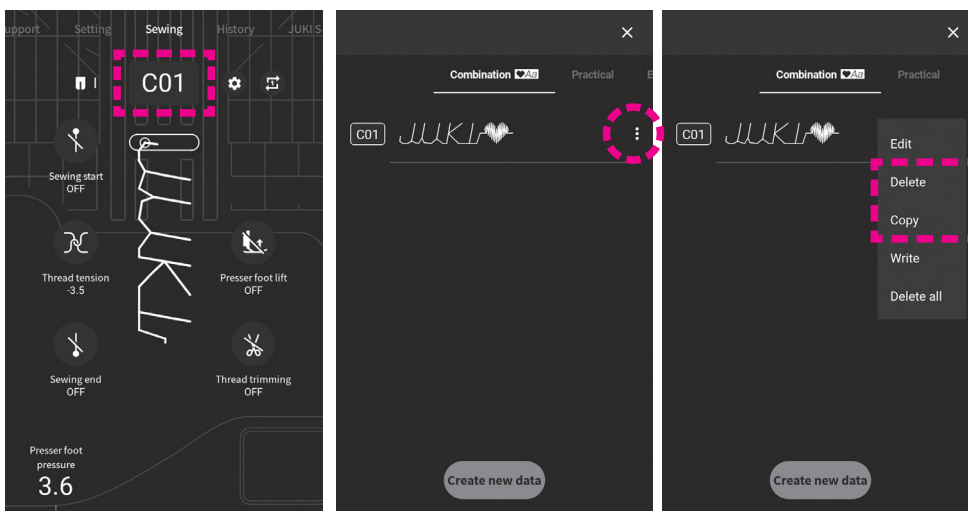 upport Setting Sewing History JUKI S
C01
Sewing start
OFF
Thread tension
-3.5
Presser foot lift
OFF
Sewing end
OFF
Thread trimming
OFF
Presser foot
pressure
3.6
×
Combination Aa Practical E
C01 JUKI
Create new data
×
Combination Aa Practical
C01 JUKI
Edit
Delete
Copy
Write
Delete all
Create new data